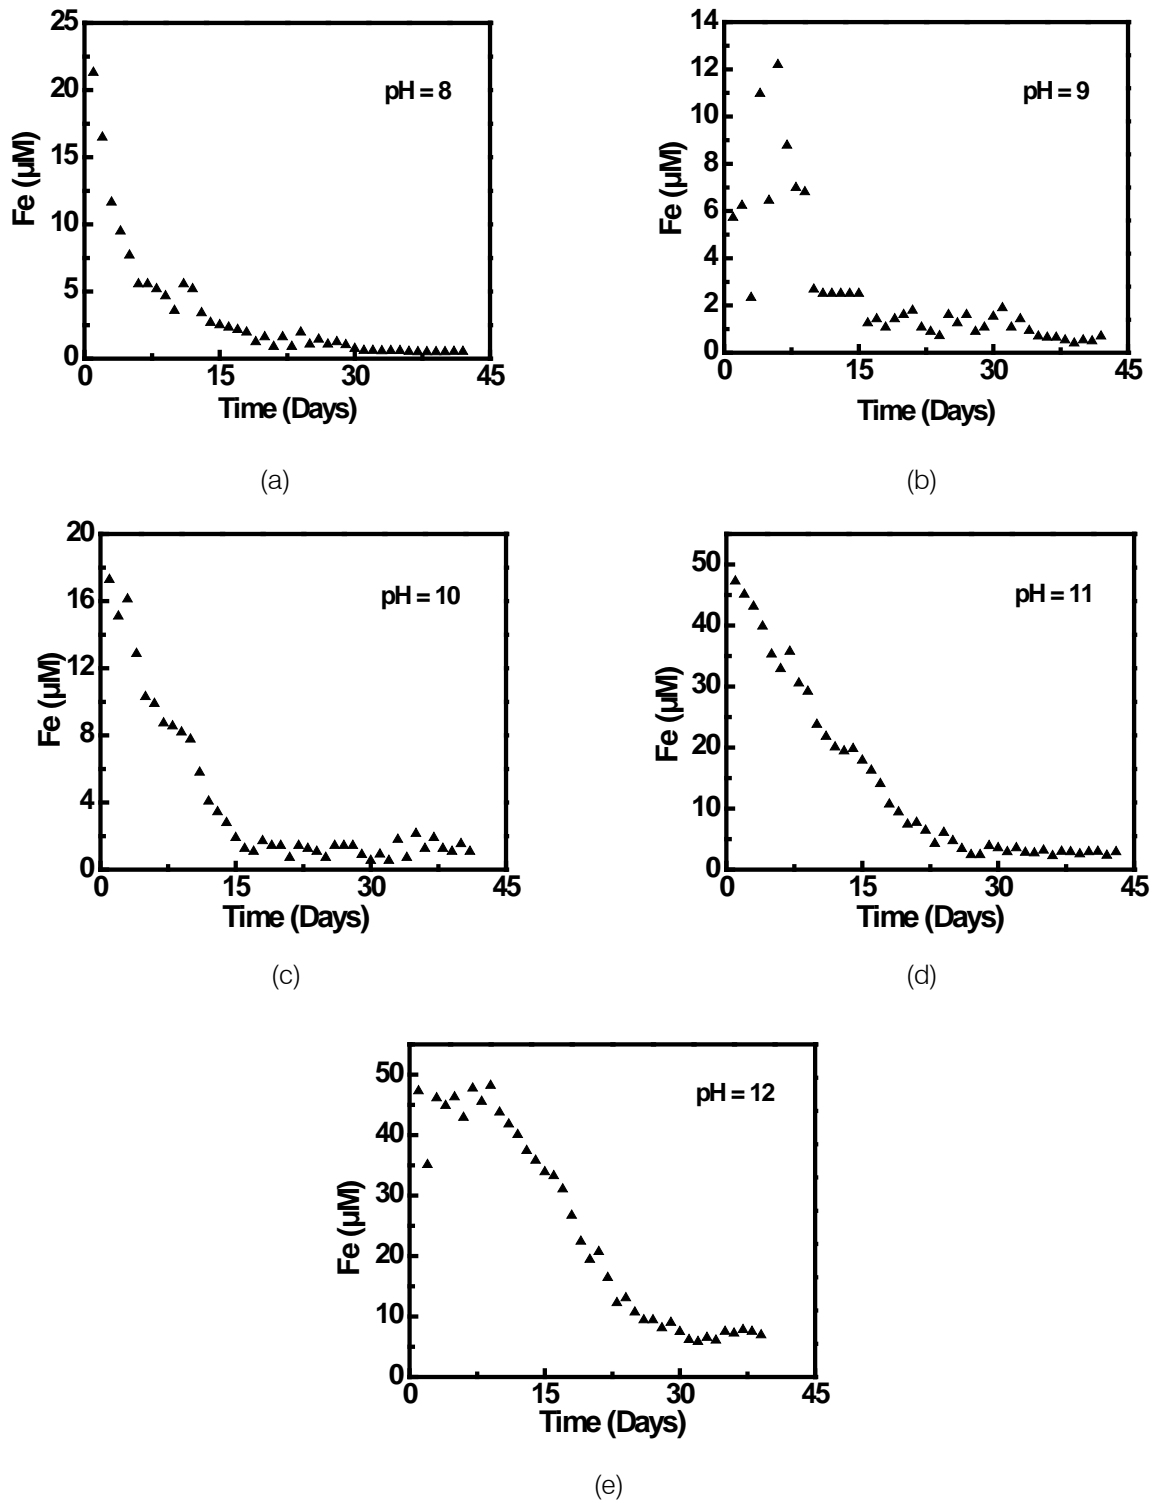 25
20
15
10
5
0
Fe (µM)
pH = 8
0 15 30 45
Time (Days)
(a)
14
12
10
8
6
4
2
0
Fe (µM)
pH = 9
0 15 30 45
Time (Days)
(b)
20
16
12
8
4
0
Fe (µM)
pH = 10
0 15 30 45
Time (Days)
(c)
50
40
30
20
10
0
Fe (µM)
pH = 11
0 15 30 45
Time (Days)
(d)
50
40
30
20
10
0
Fe (µM)
pH = 12
0 15 30 45
Time (Days)
(e)